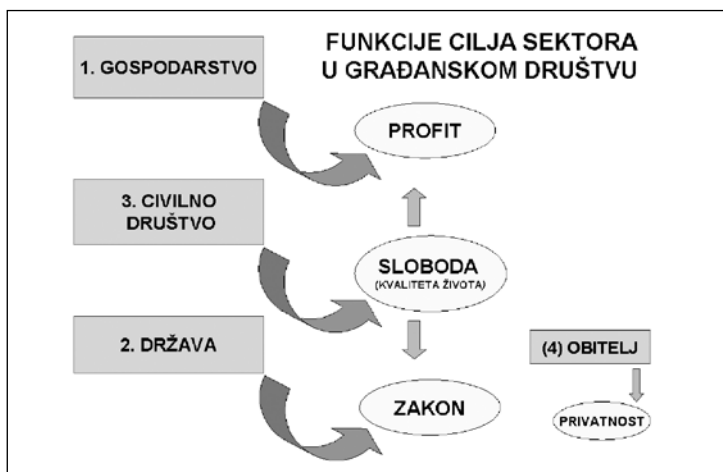 FUNKCIJE CILJA SEKTORA
U GRAĐANSKOM DRUŠTVU
1. GOSPODARSTVO
PROFIT
3. CIVILNO
DRUŠTVO
SLOBODA
(KVALITETA ŽIVOTA)
2. DRŽAVA
ZAKON
(4) OBITELJ
PRIVATNOST